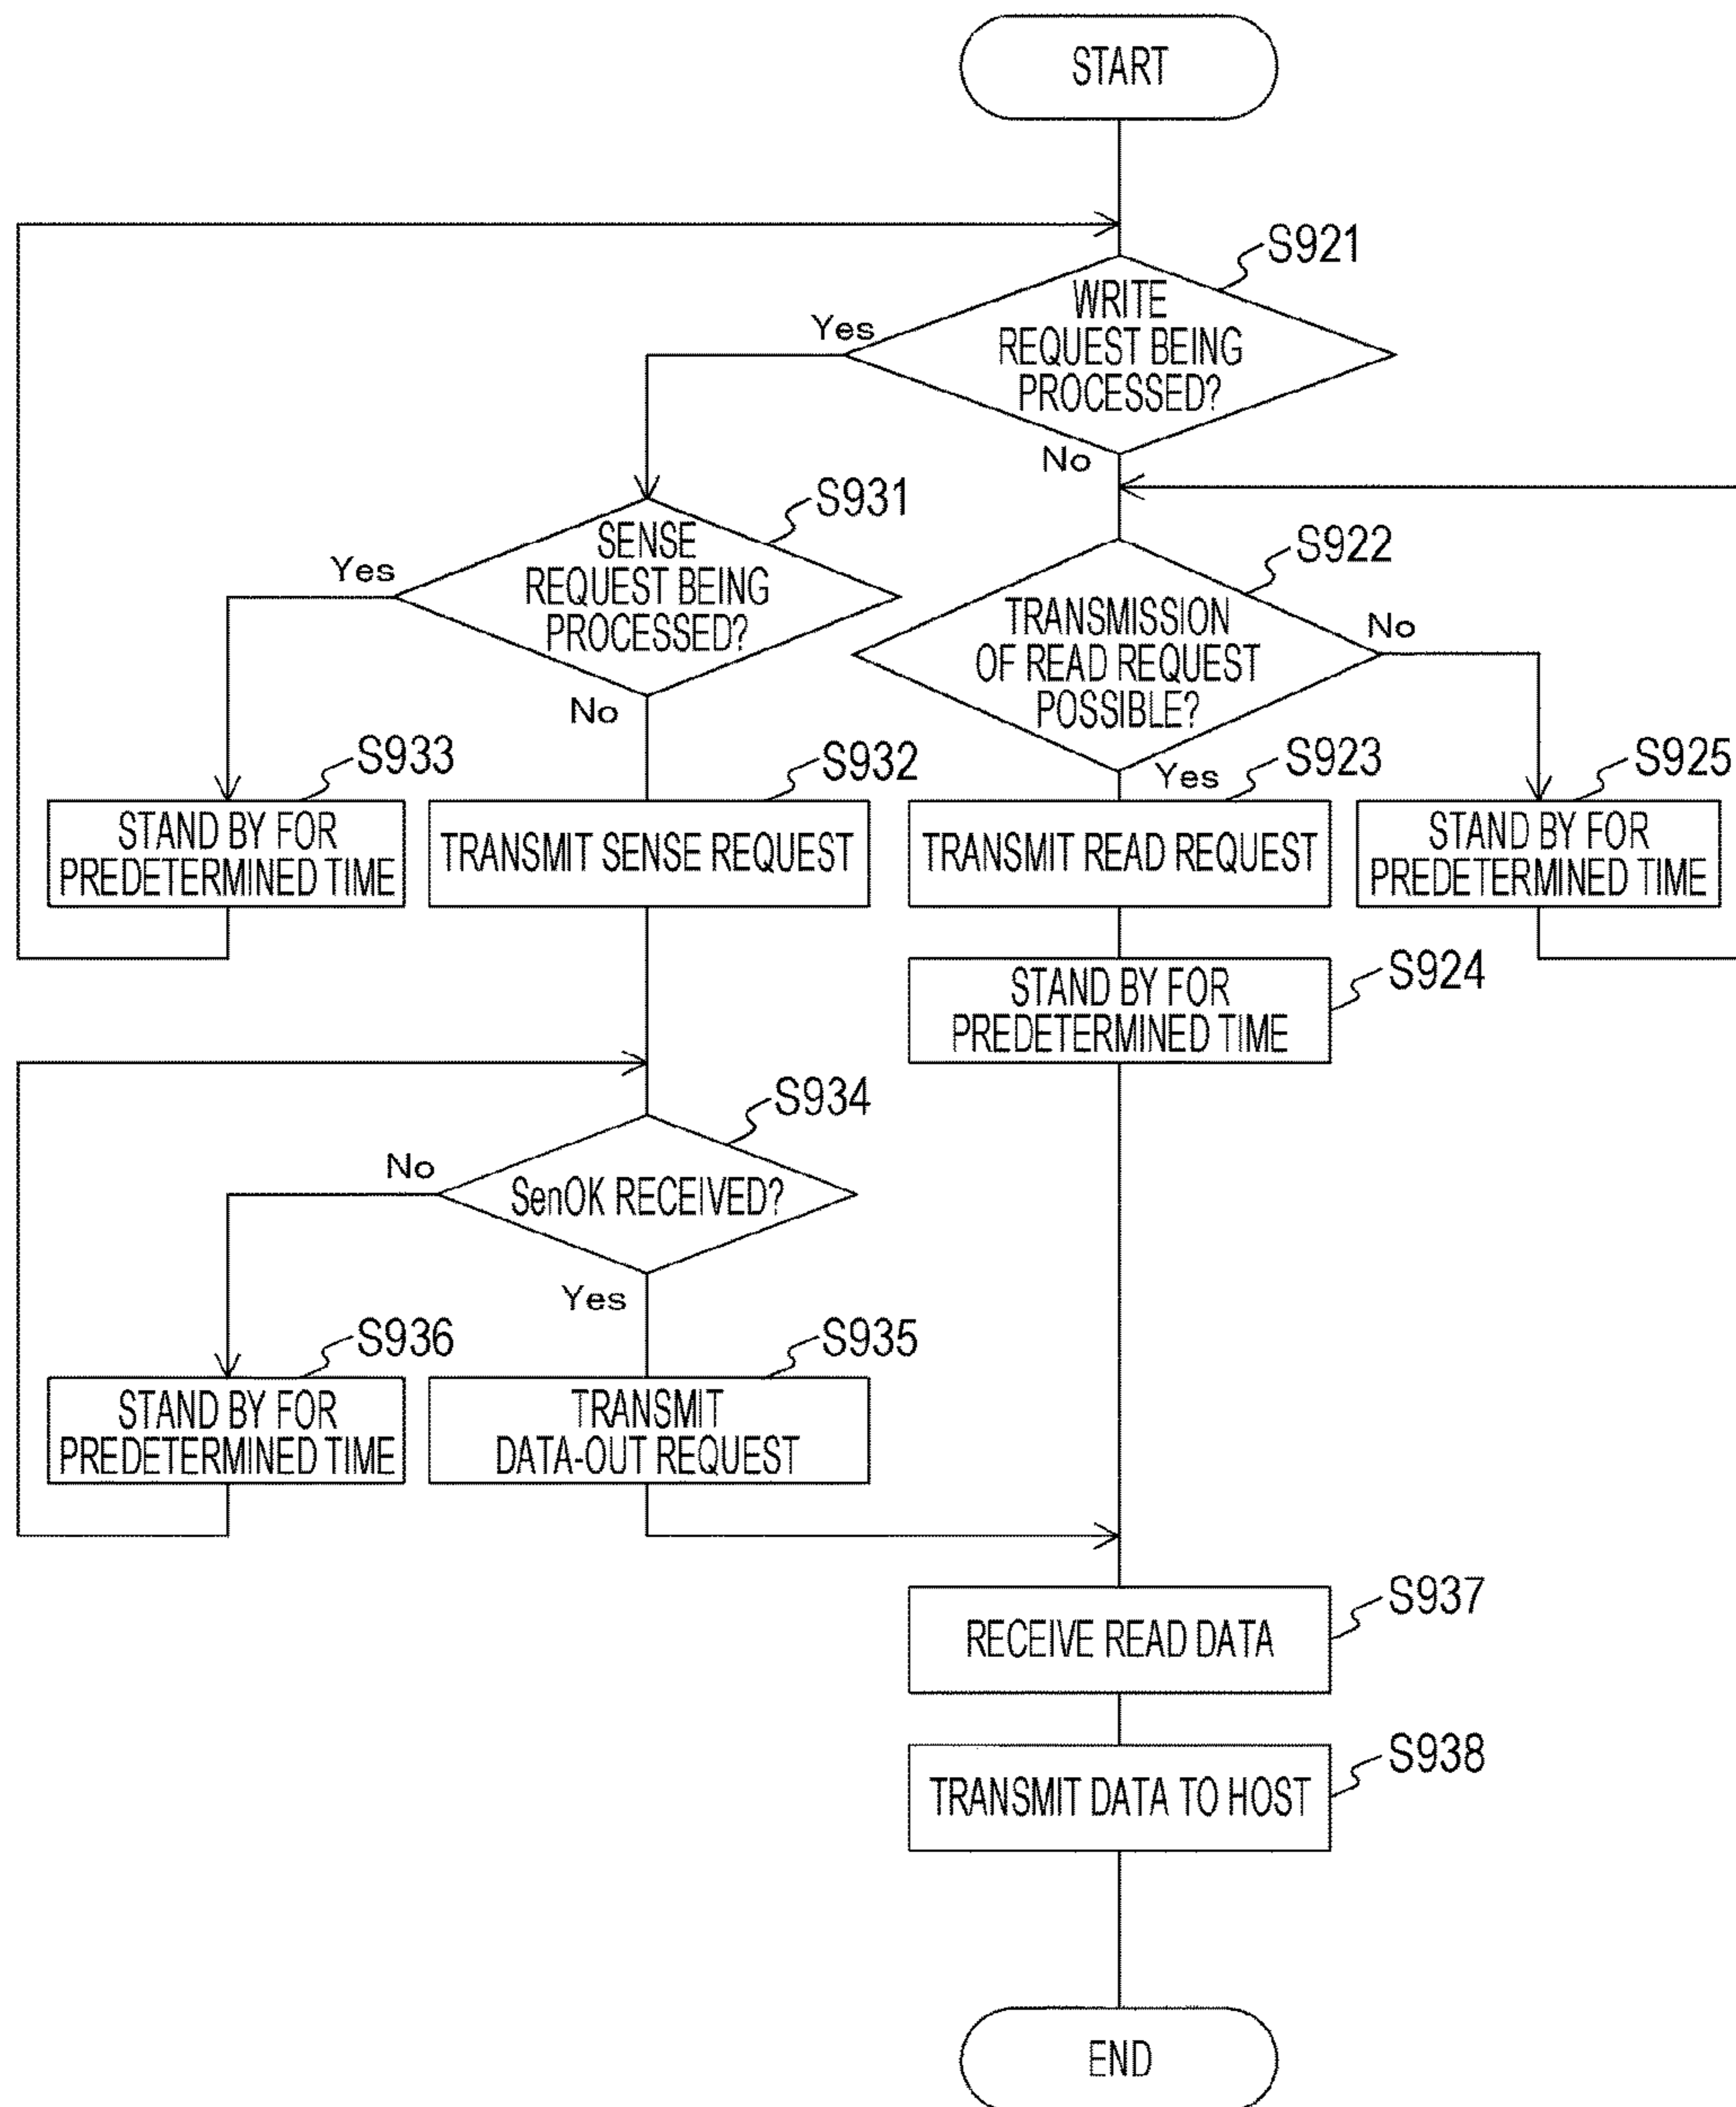 START
S921
WRITE
REQUEST BEING
PROCESSED?
Yes
No
S931
SENSE
REQUEST BEING
PROCESSED?
Yes
No
S922
TRANSMISSION
OF READ REQUEST
POSSIBLE?
No
Yes
S933
STAND BY FOR
PREDETERMINED TIME
S932
TRANSMIT SENSE REQUEST
S923
TRANSMIT READ REQUEST
S925
STAND BY FOR
PREDETERMINED TIME
S924
STAND BY FOR
PREDETERMINED TIME
S934
SenOK RECEIVED?
No
Yes
S936
STAND BY FOR
PREDETERMINED TIME
S935
TRANSMIT
DATA-OUT REQUEST
S937
RECEIVE READ DATA
S938
TRANSMIT DATA TO HOST
END